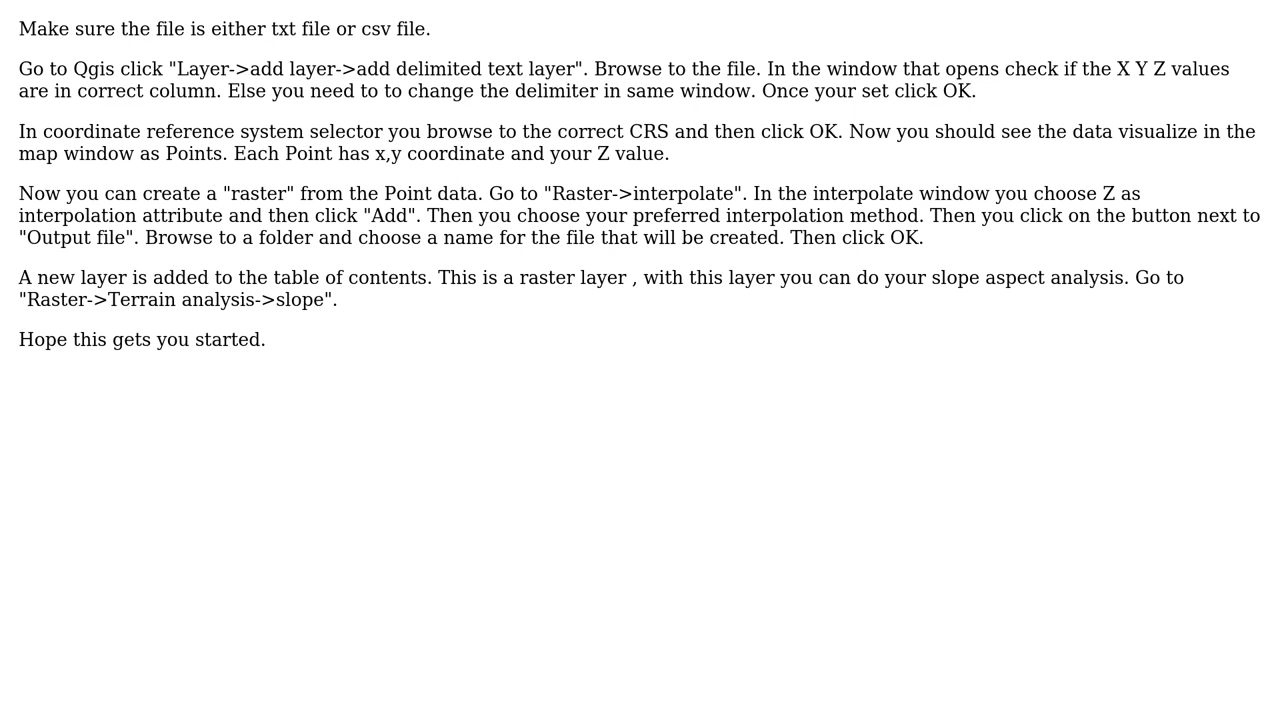 Make sure the file is either txt file or csv file.
Go to Qgis click "Layer->add layer->add delimited text layer". Browse to the file. In the window that opens check if the X Y Z values
are in correct column. Else you need to to change the delimiter in same window. Once your set click OK.
In coordinate reference system selector you browse to the correct CRS and then click OK. Now you should see the data visualize in the
map window as Points. Each Point has x,y coordinate and your Z value.
Now you can create a "raster" from the Point data. Go to "Raster->interpolate". In the interpolate window you choose Z as
interpolation attribute and then click "Add". Then you choose your preferred interpolation method. Then you click on the button next to
"Output file". Browse to a folder and choose a name for the file that will be created. Then click OK.
A new layer is added to the table of contents. This is a raster layer , with this layer you can do your slope aspect analysis. Go to
"Raster->Terrain analysis->slope".
Hope this gets you started.